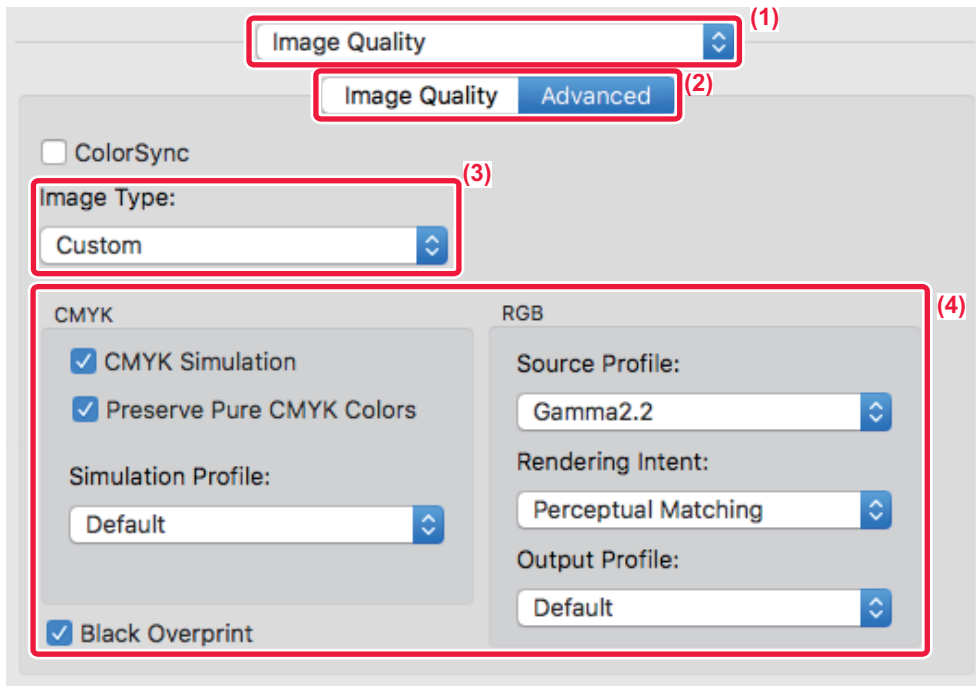 (1)
Image Quality
(2)
Image Quality Advanced
ColorSync
(3)
Image Type:
Custom
(4)
CMYK
CMYK Simulation
Preserve Pure CMYK Colors
Simulation Profile:
Default
Black Overprint
RGB
Source Profile:
Gamma2.2
Rendering Intent:
Perceptual Matching
Output Profile:
Default